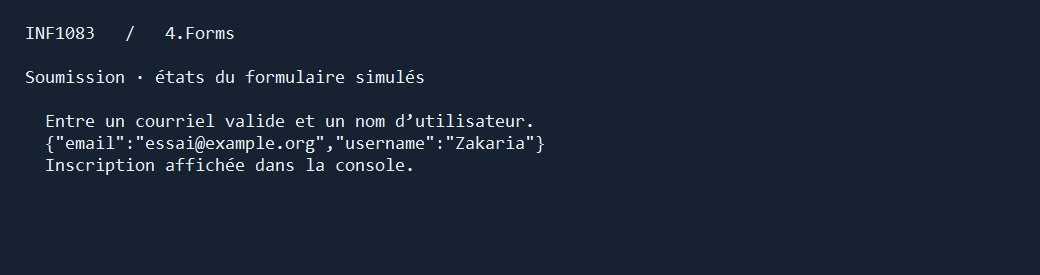 INF1083 / 4.Forms
Soumission · états du formulaire simulés
Entre un courriel valide et un nom d’utilisateur.
{"email":"essai@example.org","username":"Zakaria"}
Inscription affichée dans la console.